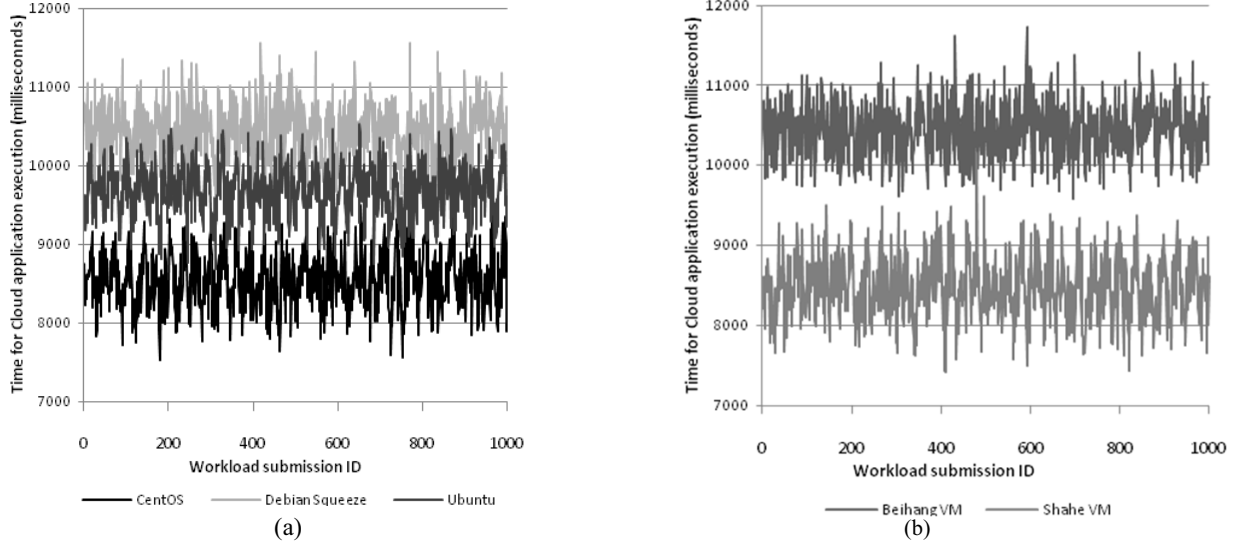 Time for Cloud application execution (milliseconnds)
12000
11000
10000
9000
8000
7000
0 200 400 600 800 1000
Workload submission ID
CentOS Debian Squeeze Ubuntu
(a)
Time for Cloud application execution (milliseconds)
12000
11000
10000
9000
8000
7000
0 200 400 600 800 1000
Workload submission ID
Beihang VM Shahe VM
(b)